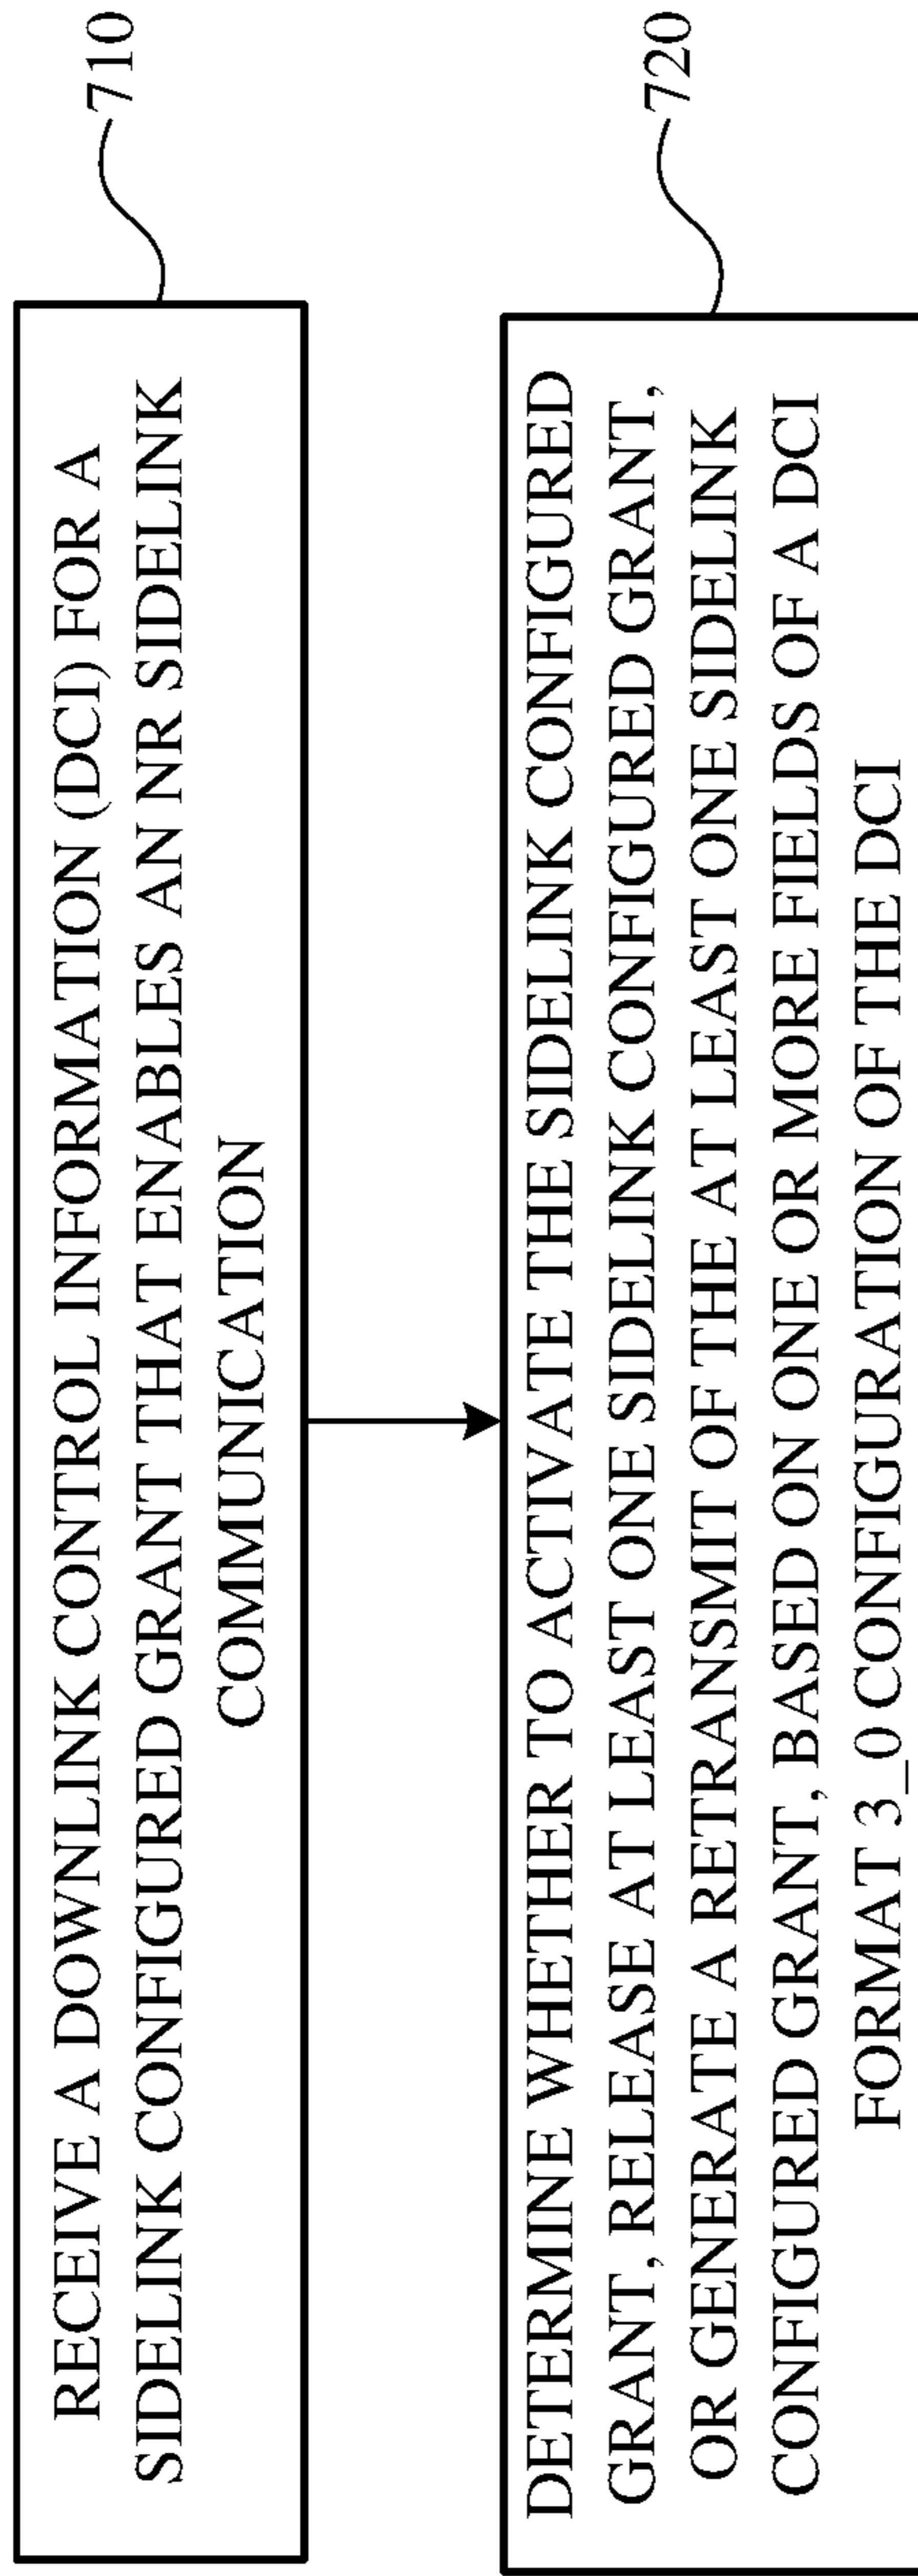 RECEIVE A DOWNLINK CONTROL INFORMATION (DCI) FOR A
SIDELINK CONFIGURED GRANT THAT ENABLES AN NR SIDELINK
COMMUNICATION
710
DETERMINE WHETHER TO ACTIVATE THE SIDELINK CONFIGURED
GRANT, RELEASE AT LEAST ONE SIDELINK CONFIGURED GRANT,
OR GENERATE A RETRANSMIT OF THE AT LEAST ONE SIDELINK
CONFIGURED GRANT, BASED ON ONE OR MORE FIELDS OF A DCI
FORMAT 3_0 CONFIGURATION OF THE DCI
720